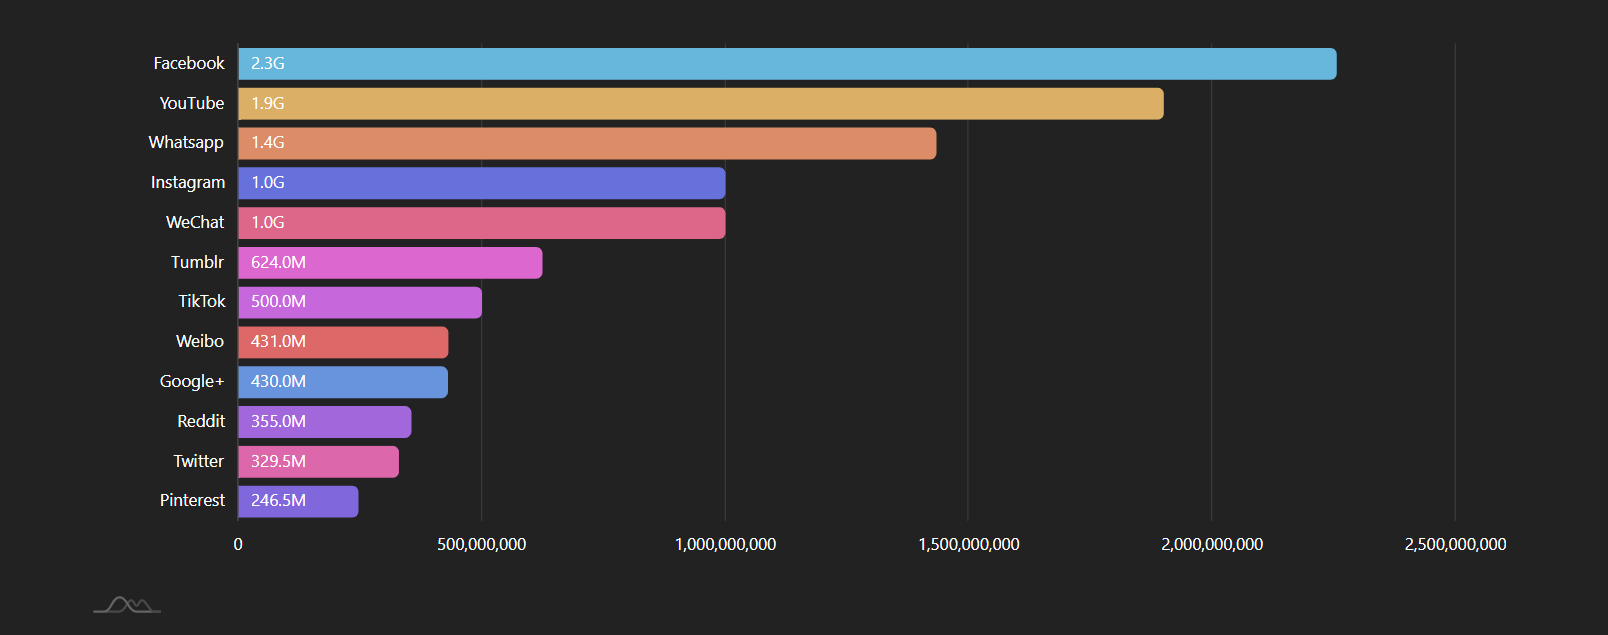 Facebook 2.3G
YouTube 1.9G
Whatsapp 1.4G
Instagram 1.0G
WeChat 1.0G
Tumblr 624.0M
TikTok 500.0M
Weibo 431.0M
Google+ 430.0M
Reddit 355.0M
Twitter 329.5M
Pinterest 246.5M
0 500,000,000 1,000,000,000 1,500,000,000 2,000,000,000 2,500,000,000